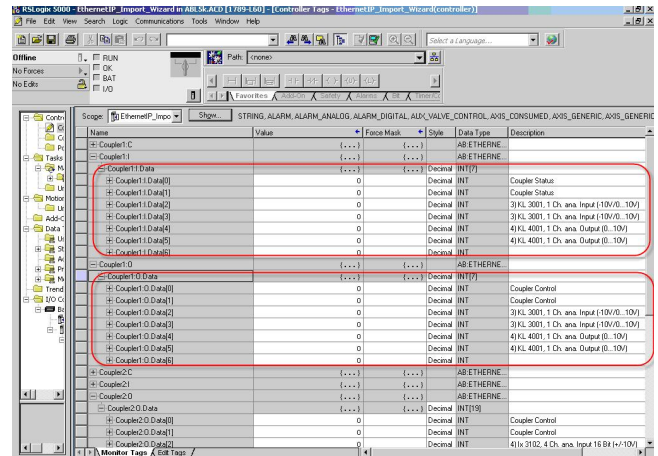 RSLogix 5000 - EthernetIP_Import_Wizard in ABL5k.ACD [1789-L60] - [Controller Tags - EthernetIP_Import_Wizard(controller)]
File Edit View Search Logic Communications Tools Window Help
Select a Language...
Offline RUN Path: <none>
No Forces OK
No Edits BAT
I/O
Favorites Add-On Safety Alarms Bit Timer/C
Scope: EthernetIP_Impo Show... STRING, ALARM, ALARM_ANALOG, ALARM_DIGITAL, AUX_VALVE_CONTROL, AXIS_CONSUMED, AXIS_GENERIC, AXIS_GENERIC
Name Value Force Mask Style Data Type Description
Coupler1:C {...} {...} AB:ETHERNE...
Coupler1:I {...} {...} AB:ETHERNE...
Coupler1:I.Data {...} {...} Decimal INT[7]
Coupler1:I.Data[0] 0 Decimal INT Coupler Status
Coupler1:I.Data[1] 0 Decimal INT Coupler Status
Coupler1:I.Data[2] 0 Decimal INT 3) KL 3001, 1 Ch. ana. Input (-10V/0...10V)
Coupler1:I.Data[3] 0 Decimal INT 3) KL 3001, 1 Ch. ana. Input (-10V/0...10V)
Coupler1:I.Data[4] 0 Decimal INT 4) KL 4001, 1 Ch. ana. Output (0...10V)
Coupler1:I.Data[5] 0 Decimal INT 4) KL 4001, 1 Ch. ana. Output (0...10V)
Coupler1:I.Data[6] 0 Decimal INT
Coupler1:O {...} {...} AB:ETHERNE...
Coupler1:O.Data {...} {...} Decimal INT[7]
Coupler1:O.Data[0] 0 Decimal INT Coupler Control
Coupler1:O.Data[1] 0 Decimal INT Coupler Control
Coupler1:O.Data[2] 0 Decimal INT 3) KL 3001, 1 Ch. ana. Input (-10V/0...10V)
Coupler1:O.Data[3] 0 Decimal INT 3) KL 3001, 1 Ch. ana. Input (-10V/0...10V)
Coupler1:O.Data[4] 0 Decimal INT 4) KL 4001, 1 Ch. ana. Output (0...10V)
Coupler1:O.Data[5] 0 Decimal INT 4) KL 4001, 1 Ch. ana. Output (0...10V)
Coupler1:O.Data[6] 0 Decimal INT
Coupler2:C {...} {...} AB:ETHERNE...
Coupler2:I {...} {...} AB:ETHERNE...
Coupler2:O {...} {...} AB:ETHERNE...
Coupler2:O.Data {...} {...} Decimal INT[19]
Coupler2:O.Data[0] 0 Decimal INT Coupler Control
Coupler2:O.Data[1] 0 Decimal INT Coupler Control
Coupler2:O.Data[2] 0 Decimal INT 4) Ix 3102, 4 Ch. ana. Input 16 Bit (+/-10V)
Monitor Tags Edit Tags
Contr
Tasks
Motior
Add-C
Data
Trend
I/O Cc